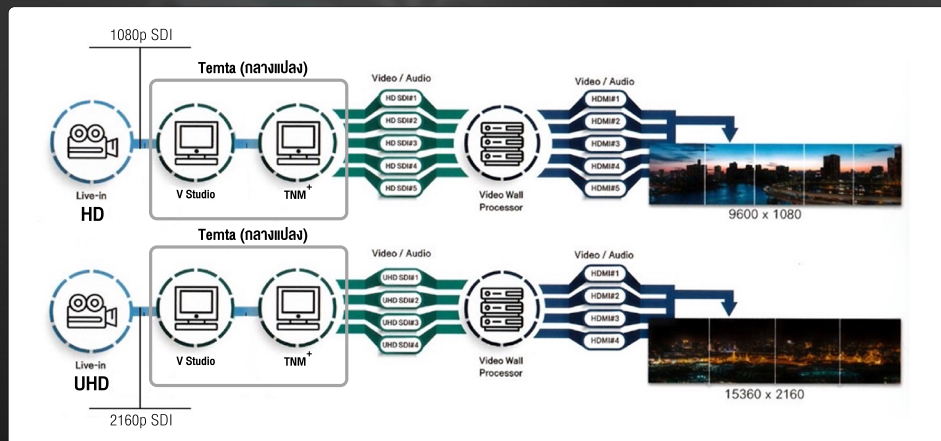 1080p SDI
Temta (กลางแปลง)
Video / Audio
Video / Audio
HD SDI#1
HD SDI#2
HD SDI#3
HD SDI#4
HD SDI#5
HDMI#1
HDMI#2
HDMI#3
HDMI#4
HDMI#5
Live-in
HD
V Studio
TNM+
Video Wall
Processor
9600 x 1080
Temta (กลางแปลง)
Video / Audio
Video / Audio
UHD SDI#1
UHD SDI#2
UHD SDI#3
UHD SDI#4
HDMI#1
HDMI#2
HDMI#3
HDMI#4
Live-in
UHD
V Studio
TNM+
Video Wall
Processor
15360 x 2160
2160p SDI